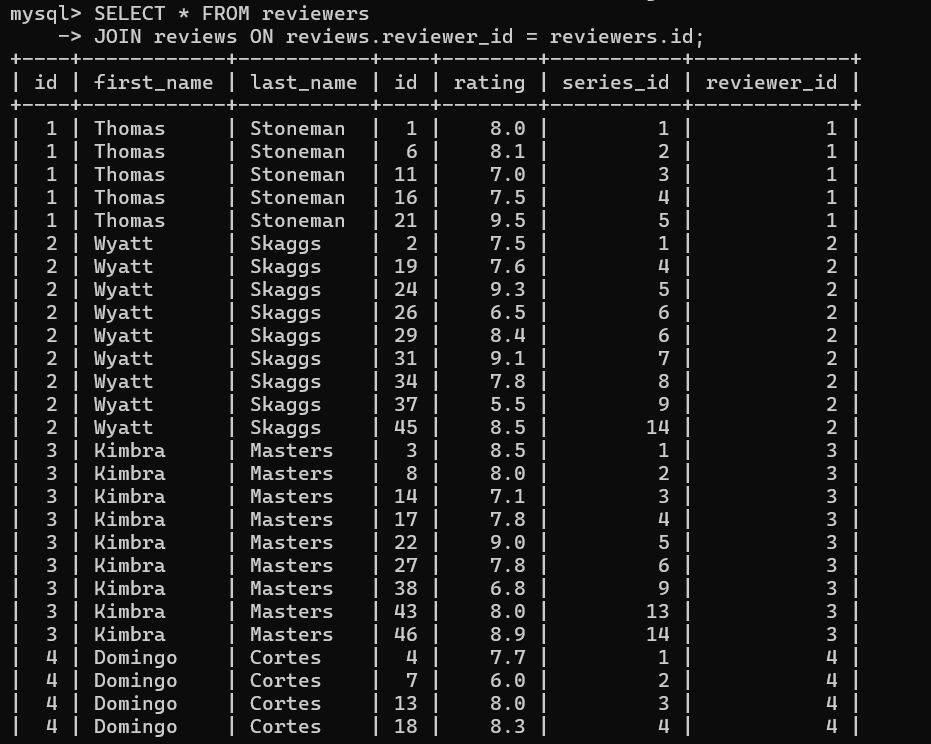 mysql> SELECT * FROM reviewers
    -> JOIN reviews ON reviews.reviewer_id = reviewers.id;
+----+------------+-----------+----+--------+-----------+-------------+
| id | first_name | last_name | id | rating | series_id | reviewer_id |
+----+------------+-----------+----+--------+-----------+-------------+
|  1 | Thomas     | Stoneman  |  1 |    8.0 |         1 |           1 |
|  1 | Thomas     | Stoneman  |  6 |    8.1 |         2 |           1 |
|  1 | Thomas     | Stoneman  | 11 |    7.0 |         3 |           1 |
|  1 | Thomas     | Stoneman  | 16 |    7.5 |         4 |           1 |
|  1 | Thomas     | Stoneman  | 21 |    9.5 |         5 |           1 |
|  2 | Wyatt      | Skaggs    |  2 |    7.5 |         1 |           2 |
|  2 | Wyatt      | Skaggs    | 19 |    7.6 |         4 |           2 |
|  2 | Wyatt      | Skaggs    | 24 |    9.3 |         5 |           2 |
|  2 | Wyatt      | Skaggs    | 26 |    6.5 |         6 |           2 |
|  2 | Wyatt      | Skaggs    | 29 |    8.4 |         6 |           2 |
|  2 | Wyatt      | Skaggs    | 31 |    9.1 |         7 |           2 |
|  2 | Wyatt      | Skaggs    | 34 |    7.8 |         8 |           2 |
|  2 | Wyatt      | Skaggs    | 37 |    5.5 |         9 |           2 |
|  2 | Wyatt      | Skaggs    | 45 |    8.5 |        14 |           2 |
|  3 | Kimbra     | Masters   |  3 |    8.5 |         1 |           3 |
|  3 | Kimbra     | Masters   |  8 |    8.0 |         2 |           3 |
|  3 | Kimbra     | Masters   | 14 |    7.1 |         3 |           3 |
|  3 | Kimbra     | Masters   | 17 |    7.8 |         4 |           3 |
|  3 | Kimbra     | Masters   | 22 |    9.0 |         5 |           3 |
|  3 | Kimbra     | Masters   | 27 |    7.8 |         6 |           3 |
|  3 | Kimbra     | Masters   | 38 |    6.8 |         9 |           3 |
|  3 | Kimbra     | Masters   | 43 |    8.0 |        13 |           3 |
|  3 | Kimbra     | Masters   | 46 |    8.9 |        14 |           3 |
|  4 | Domingo    | Cortes    |  4 |    7.7 |         1 |           4 |
|  4 | Domingo    | Cortes    |  7 |    6.0 |         2 |           4 |
|  4 | Domingo    | Cortes    | 13 |    8.0 |         3 |           4 |
|  4 | Domingo    | Cortes    | 18 |    8.3 |         4 |           4 |